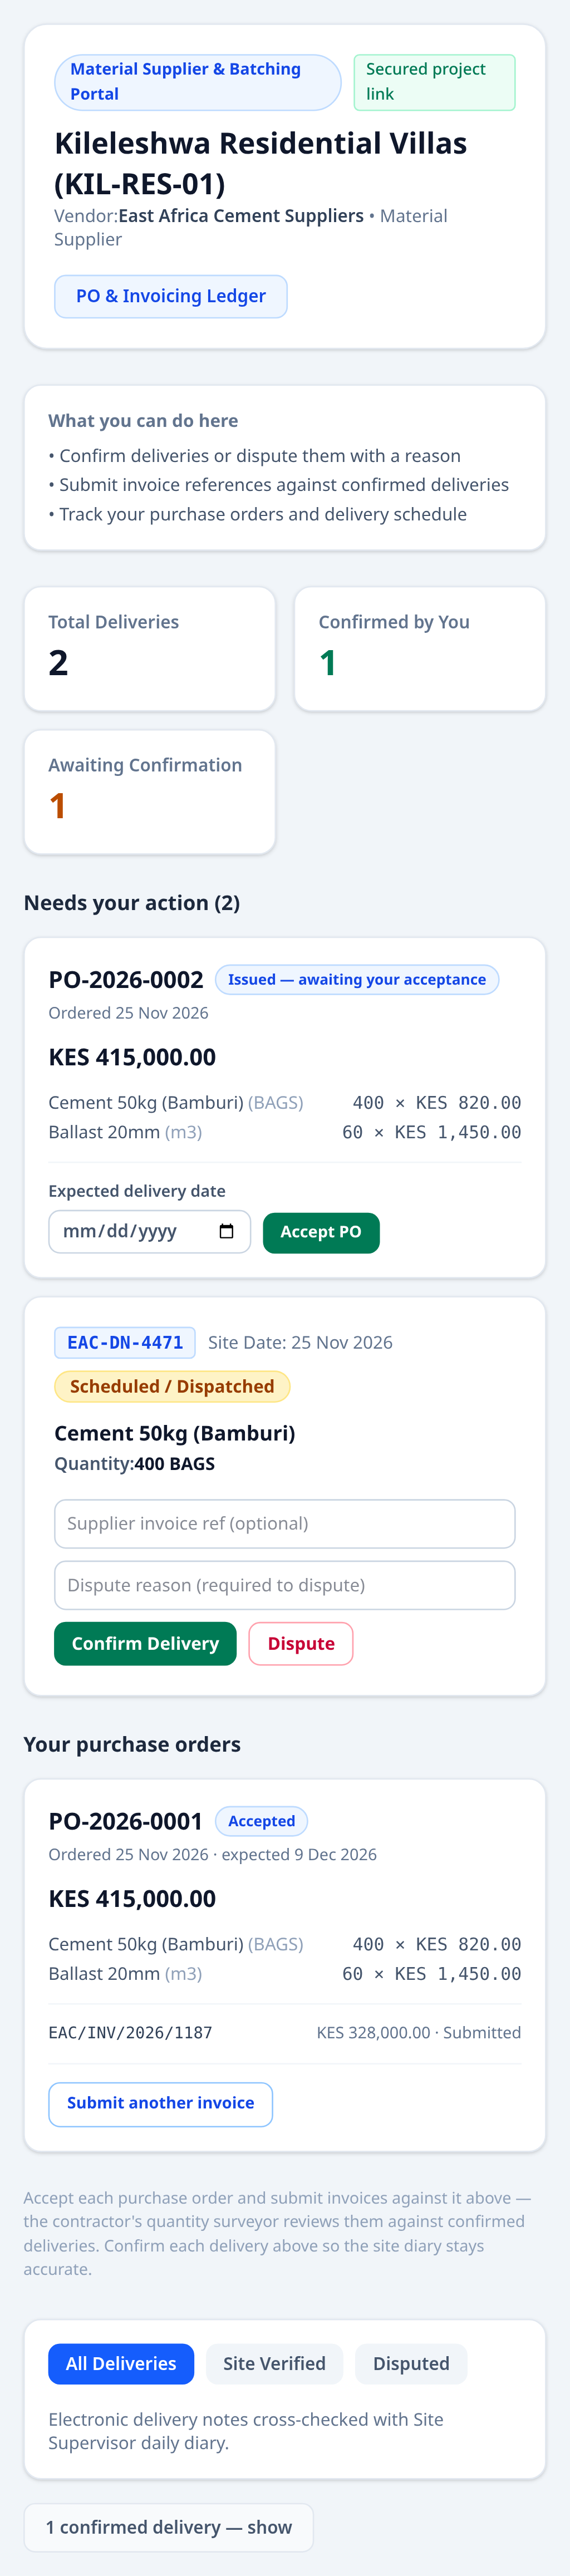 Material Supplier & Batching
Portal
Secured project
link
Kileleshwa Residential Villas
(KIL-RES-01)
Vendor:East Africa Cement Suppliers • Material
Supplier
PO & Invoicing Ledger
What you can do here
• Confirm deliveries or dispute them with a reason
• Submit invoice references against confirmed deliveries
• Track your purchase orders and delivery schedule
Total Deliveries
2
Confirmed by You
1
Awaiting Confirmation
1
Needs your action (2)
PO-2026-0002 Issued — awaiting your acceptance
Ordered 25 Nov 2026
KES 415,000.00
Cement 50kg (Bamburi) (BAGS) 400 × KES 820.00
Ballast 20mm (m3) 60 × KES 1,450.00
Expected delivery date
mm/dd/yyyy Accept PO
EAC-DN-4471 Site Date: 25 Nov 2026
Scheduled / Dispatched
Cement 50kg (Bamburi)
Quantity:400 BAGS
Supplier invoice ref (optional)
Dispute reason (required to dispute)
Confirm Delivery Dispute
Your purchase orders
PO-2026-0001 Accepted
Ordered 25 Nov 2026 · expected 9 Dec 2026
KES 415,000.00
Cement 50kg (Bamburi) (BAGS) 400 × KES 820.00
Ballast 20mm (m3) 60 × KES 1,450.00
EAC/INV/2026/1187 KES 328,000.00 · Submitted
Submit another invoice
Accept each purchase order and submit invoices against it above —
the contractor's quantity surveyor reviews them against confirmed
deliveries. Confirm each delivery above so the site diary stays
accurate.
All Deliveries Site Verified Disputed
Electronic delivery notes cross-checked with Site
Supervisor daily diary.
1 confirmed delivery — show